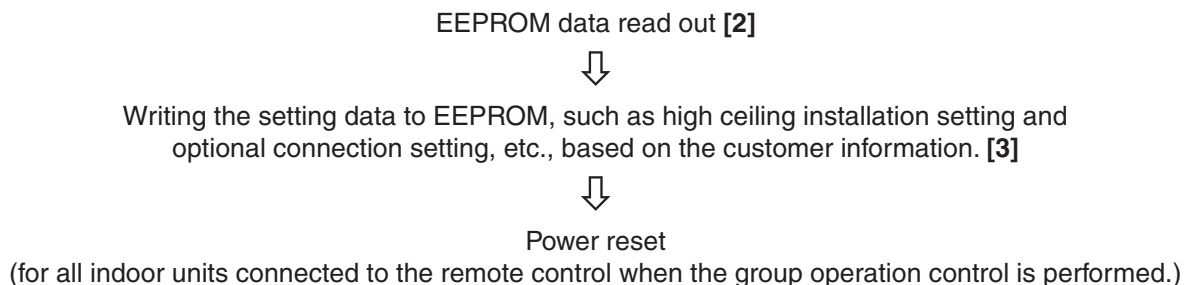 EEPROM data read out [2]
Writing the setting data to EEPROM, such as high ceiling installation setting and
optional connection setting, etc., based on the customer information. [3]
Power reset
(for all indoor units connected to the remote control when the group operation control is performed.)